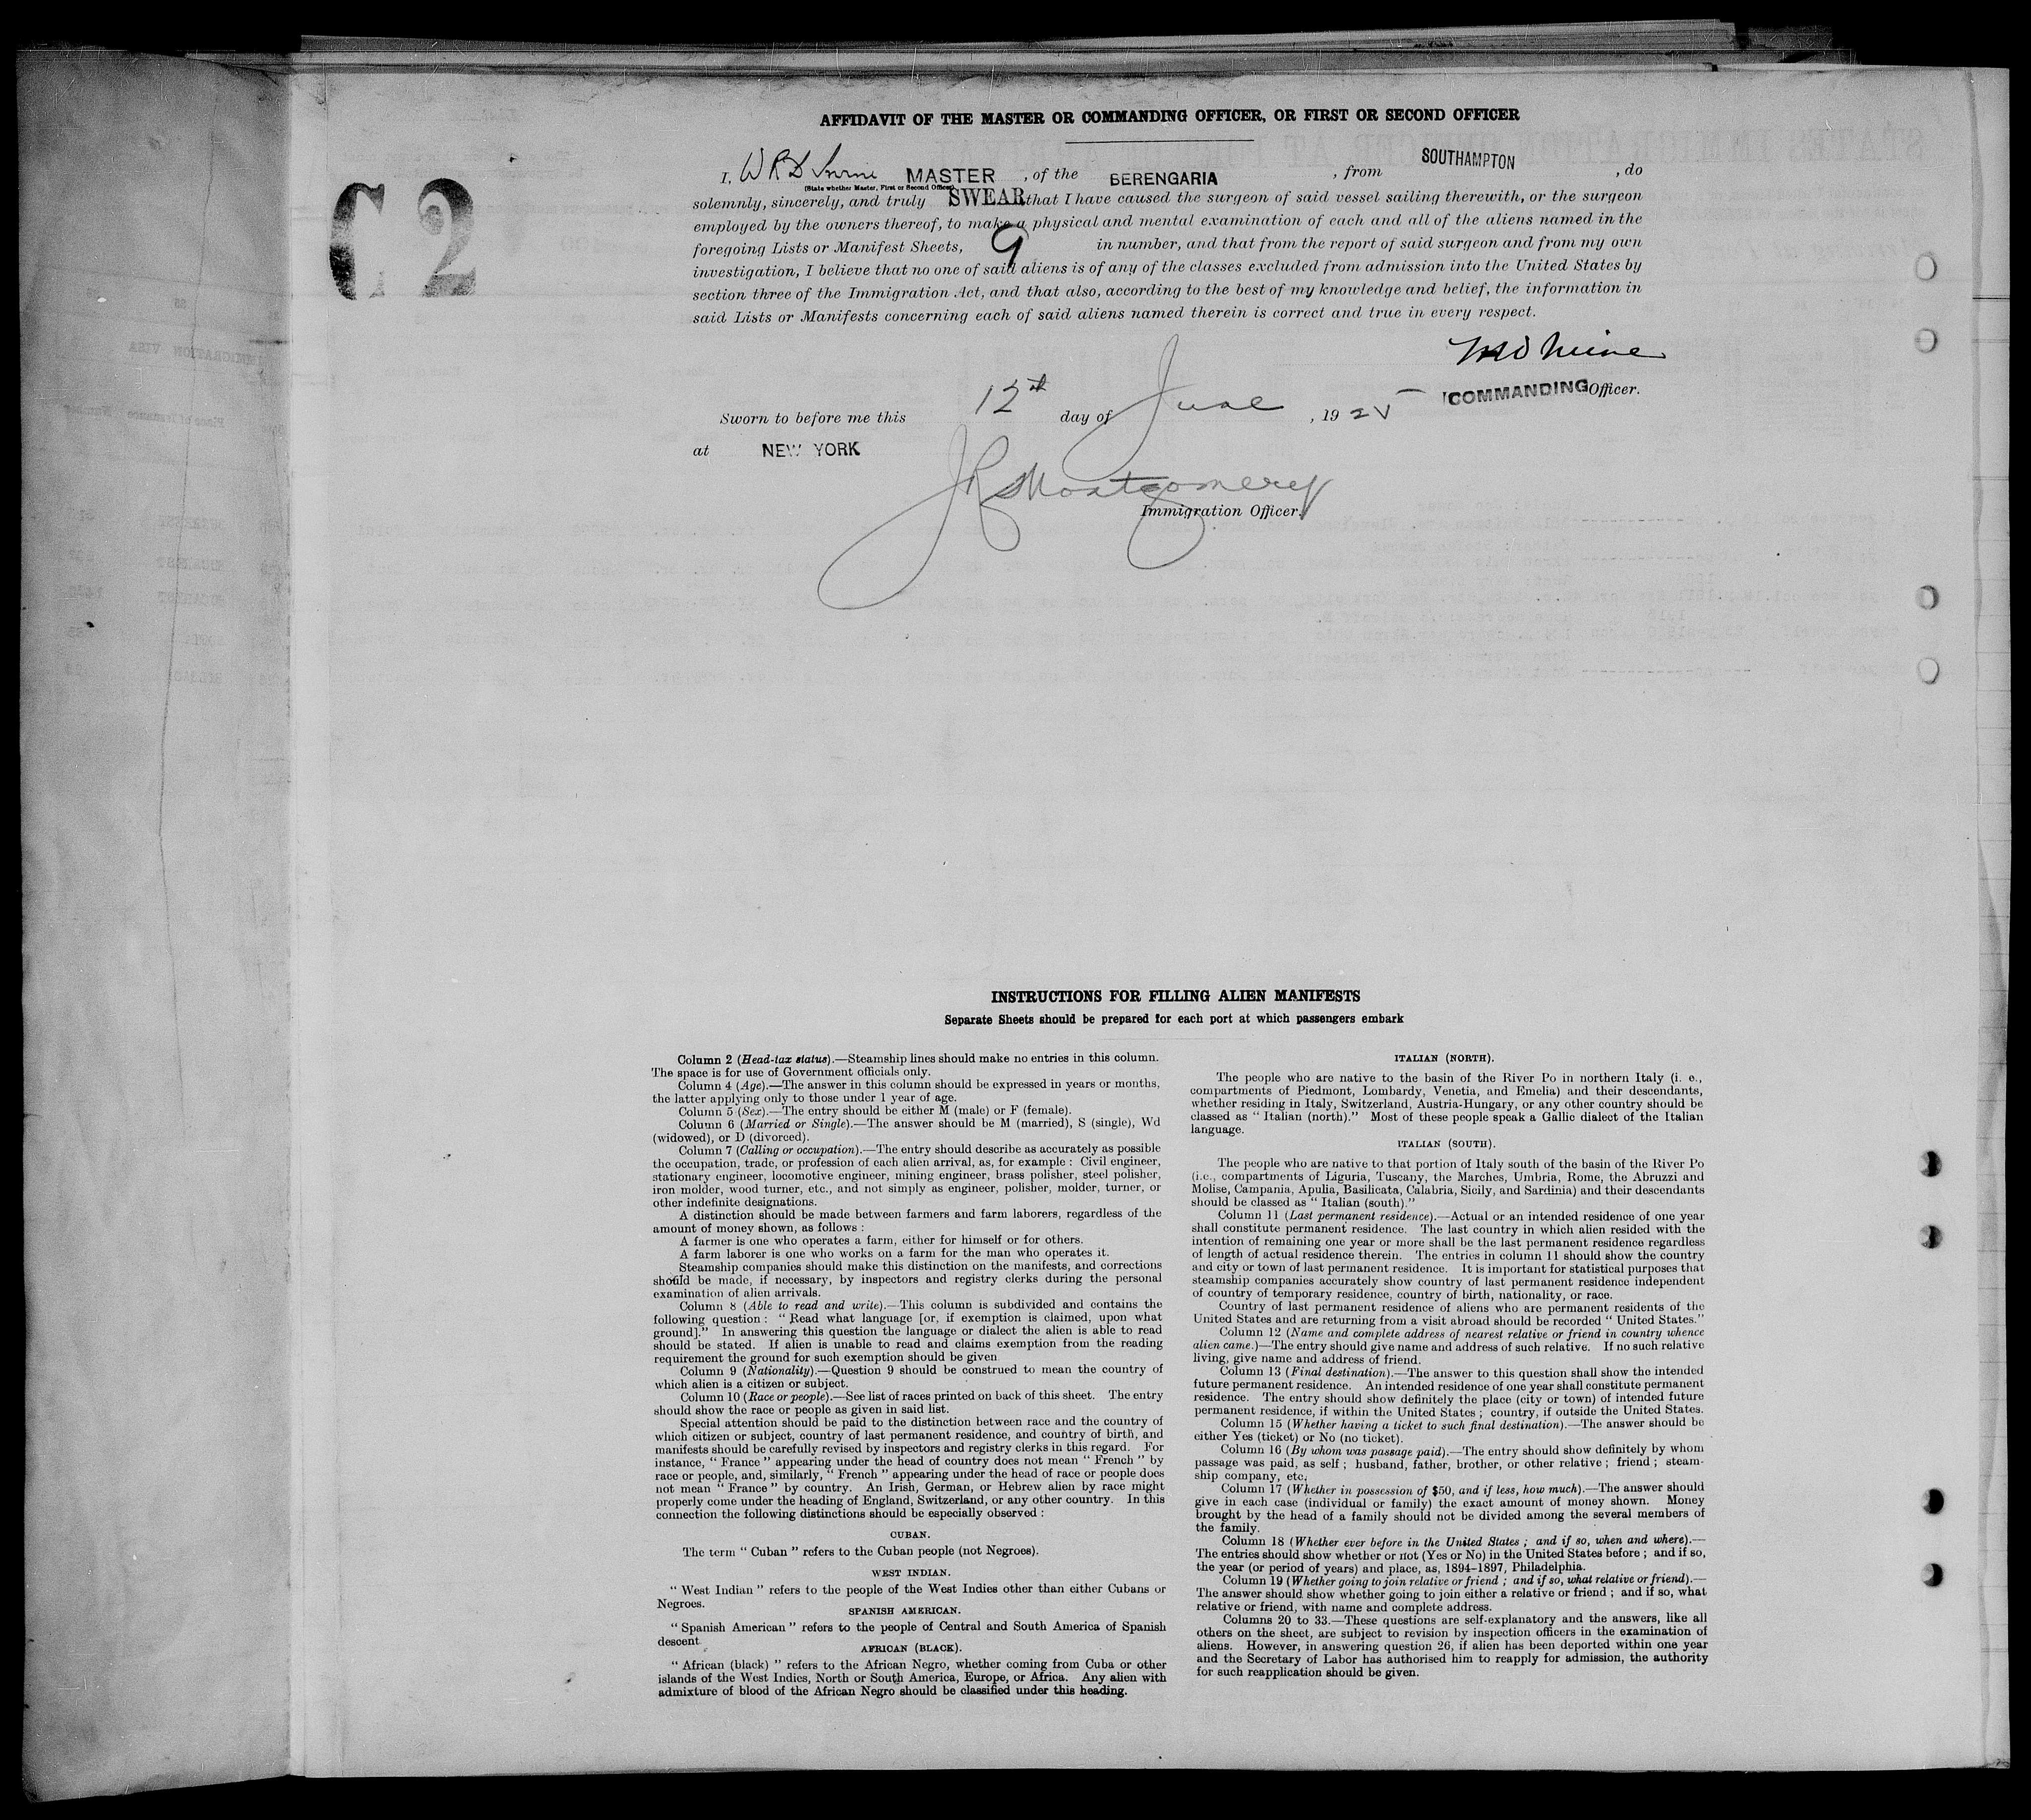 AFFIDAVIT OF THE MASTER OR COMMANDING OFFICER, OR FIRST OR SECOND OFFICER
C 2
I, W R D Irvine MASTER, of the BERENGARIA, from SOUTHAMPTON, do
(State whether Master, First or Second Officer)
solemnly, sincerely, and truly SWEAR that I have caused the surgeon of said vessel sailing therewith, or the surgeon
employed by the owners thereof, to make a physical and mental examination of each and all of the aliens named in the
foregoing Lists or Manifest Sheets, 9 in number, and that from the report of said surgeon and from my own
investigation, I believe that no one of said aliens is of any of the classes excluded from admission into the United States by
section three of the Immigration Act, and that also, according to the best of my knowledge and belief, the information in
said Lists or Manifests concerning each of said aliens named therein is correct and true in every respect.
COMMANDING Officer.
Sworn to before me this 12th day of June, 1925
at NEW YORK
J R Montgomery
Immigration Officer.
INSTRUCTIONS FOR FILLING ALIEN MANIFESTS
Separate Sheets should be prepared for each port at which passengers embark
Column 2 (Head-tax status).—Steamship lines should make no entries in this column.
The space is for use of Government officials only.
Column 4 (Age).—The answer in this column should be expressed in years or months,
the latter applying only to those under 1 year of age.
Column 5 (Sex).—The entry should be either M (male) or F (female).
Column 6 (Married or Single).—The answer should be M (married), S (single), Wd
(widowed), or D (divorced).
Column 7 (Calling or occupation).—The entry should describe as accurately as possible
the occupation, trade, or profession of each alien arrival, as, for example : Civil engineer,
stationary engineer, locomotive engineer, mining engineer, brass polisher, steel polisher,
iron molder, wood turner, etc., and not simply as engineer, polisher, molder, turner, or
other indefinite designations.
A distinction should be made between farmers and farm laborers, regardless of the
amount of money shown, as follows :
A farmer is one who operates a farm, either for himself or for others.
A farm laborer is one who works on a farm for the man who operates it.
Steamship companies should make this distinction on the manifests, and corrections
should be made, if necessary, by inspectors and registry clerks during the personal
examination of alien arrivals.
Column 8 (Able to read and write).—This column is subdivided and contains the
following question : “ Read what language [or, if exemption is claimed, upon what
ground].” In answering this question the language or dialect the alien is able to read
should be stated. If alien is unable to read and claims exemption from the reading
requirement the ground for such exemption should be given
Column 9 (Nationality).—Question 9 should be construed to mean the country of
which alien is a citizen or subject.
Column 10 (Race or people).—See list of races printed on back of this sheet. The entry
should show the race or people as given in said list.
Special attention should be paid to the distinction between race and the country of
which citizen or subject, country of last permanent residence, and country of birth, and
manifests should be carefully revised by inspectors and registry clerks in this regard. For
instance, “ France ” appearing under the head of country does not mean “ French ” by
race or people, and, similarly, “ French ” appearing under the head of race or people does
not mean “ France ” by country. An Irish, German, or Hebrew alien by race might
properly come under the heading of England, Switzerland, or any other country. In this
connection the following distinctions should be especially observed :
CUBAN.
The term “ Cuban ” refers to the Cuban people (not Negroes).
WEST INDIAN.
“ West Indian ” refers to the people of the West Indies other than either Cubans or
Negroes.
SPANISH AMERICAN.
“ Spanish American ” refers to the people of Central and South America of Spanish
descent
AFRICAN (BLACK).
“ African (black) ” refers to the African Negro, whether coming from Cuba or other
islands of the West Indies, North or South America, Europe, or Africa. Any alien with
admixture of blood of the African Negro should be classified under this heading.
ITALIAN (NORTH).
The people who are native to the basin of the River Po in northern Italy (i. e.,
compartments of Piedmont, Lombardy, Venetia, and Emelia) and their descendants,
whether residing in Italy, Switzerland, Austria-Hungary, or any other country should be
classed as “ Italian (north).” Most of these people speak a Gallic dialect of the Italian
language.
ITALIAN (SOUTH).
The people who are native to that portion of Italy south of the basin of the River Po
(i.e., compartments of Liguria, Tuscany, the Marches, Umbria, Rome, the Abruzzi and
Molise, Campania, Apulia, Basilicata, Calabria, Sicily, and Sardinia) and their descendants
should be classed as “ Italian (south).”
Column 11 (Last permanent residence).—Actual or an intended residence of one year
shall constitute permanent residence. The last country in which alien resided with the
intention of remaining one year or more shall be the last permanent residence regardless
of length of actual residence therein. The entries in column 11 should show the country
and city or town of last permanent residence. It is important for statistical purposes that
steamship companies accurately show country of last permanent residence independent
of country of temporary residence, country of birth, nationality, or race.
Country of last permanent residence of aliens who are permanent residents of the
United States and are returning from a visit abroad should be recorded “ United States.”
Column 12 (Name and complete address of nearest relative or friend in country whence
alien came.)—The entry should give name and address of such relative. If no such relative
living, give name and address of friend.
Column 13 (Final destination).—The answer to this question shall show the intended
future permanent residence. An intended residence of one year shall constitute permanent
residence. The entry should show definitely the place (city or town) of intended future
permanent residence, if within the United States ; country, if outside the United States.
Column 15 (Whether having a ticket to such final destination).—The answer should be
either Yes (ticket) or No (no ticket).
Column 16 (By whom was passage paid).—The entry should show definitely by whom
passage was paid, as self ; husband, father, brother, or other relative ; friend ; steam-
ship company, etc.
Column 17 (Whether in possession of $50, and if less, how much).—The answer should
give in each case (individual or family) the exact amount of money shown. Money
brought by the head of a family should not be divided among the several members of
the family.
Column 18 (Whether ever before in the United States ; and if so, when and where).—
The entries should show whether or not (Yes or No) in the United States before ; and if so,
the year (or period of years) and place, as, 1894-1897, Philadelphia.
Column 19 (Whether going to join relative or friend ; and if so, what relative or friend).—
The answer should show whether going to join either a relative or friend ; and if so, what
relative or friend, with name and complete address.
Columns 20 to 33.—These questions are self-explanatory and the answers, like all
others on the sheet, are subject to revision by inspection officers in the examination of
aliens. However, in answering question 26, if alien has been deported within one year
and the Secretary of Labor has authorised him to reapply for admission, the authority
for such reapplication should be given.